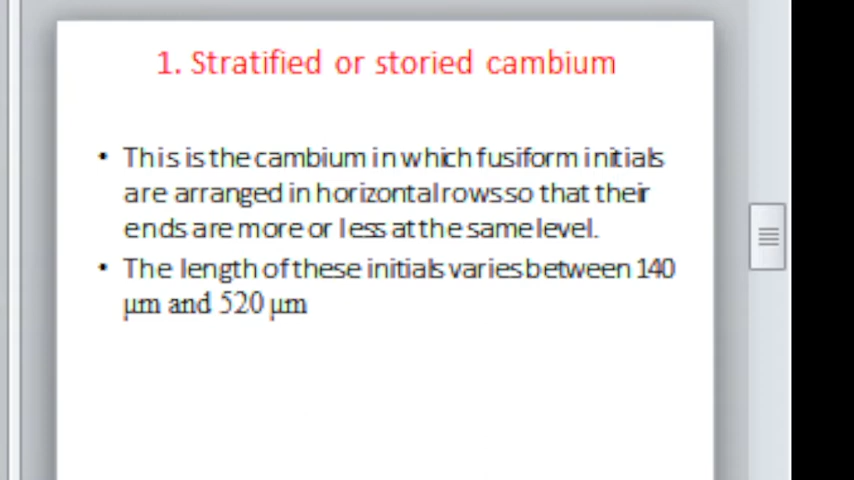 1. Stratified or storied cambium
• This is the cambium in which fusiform initials
are arranged in horizontal rows so that their
ends are more or less at the same level.
• The length of these initials varies between 140
μm and 520 μm